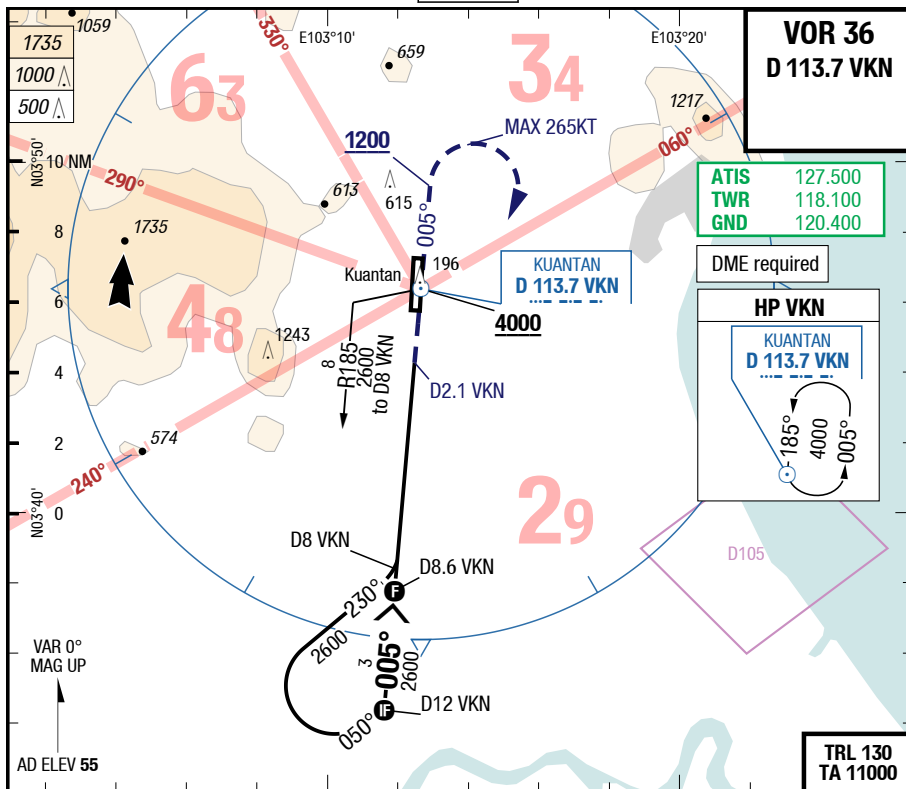 1059
E103°10'
E103°20'
VOR 36
D 113.7 VKN
1735
1000
500
330°
659
63
34
1217
MAX 265KT
1200
060°
N03°50'
10 NM
290°
613
615
005°
ATIS 127.500
TWR 118.100
GND 120.400
8
1735
Kuantan
196
KUANTAN
D 113.7 VKN
DME required
6
48
4000
HP VKN
KUANTAN
D 113.7 VKN
1243
8
R185
2600
to D8 VKN
4
D2.1 VKN
185°
4000
005°
2
574
240°
N03°40'
0
29
D8 VKN
D8.6 VKN
D105
F
230°
2600
3
005°
2600
VAR 0°
MAG UP
IF
D12 VKN
050°
AD ELEV 55
TRL 130
TA 11000